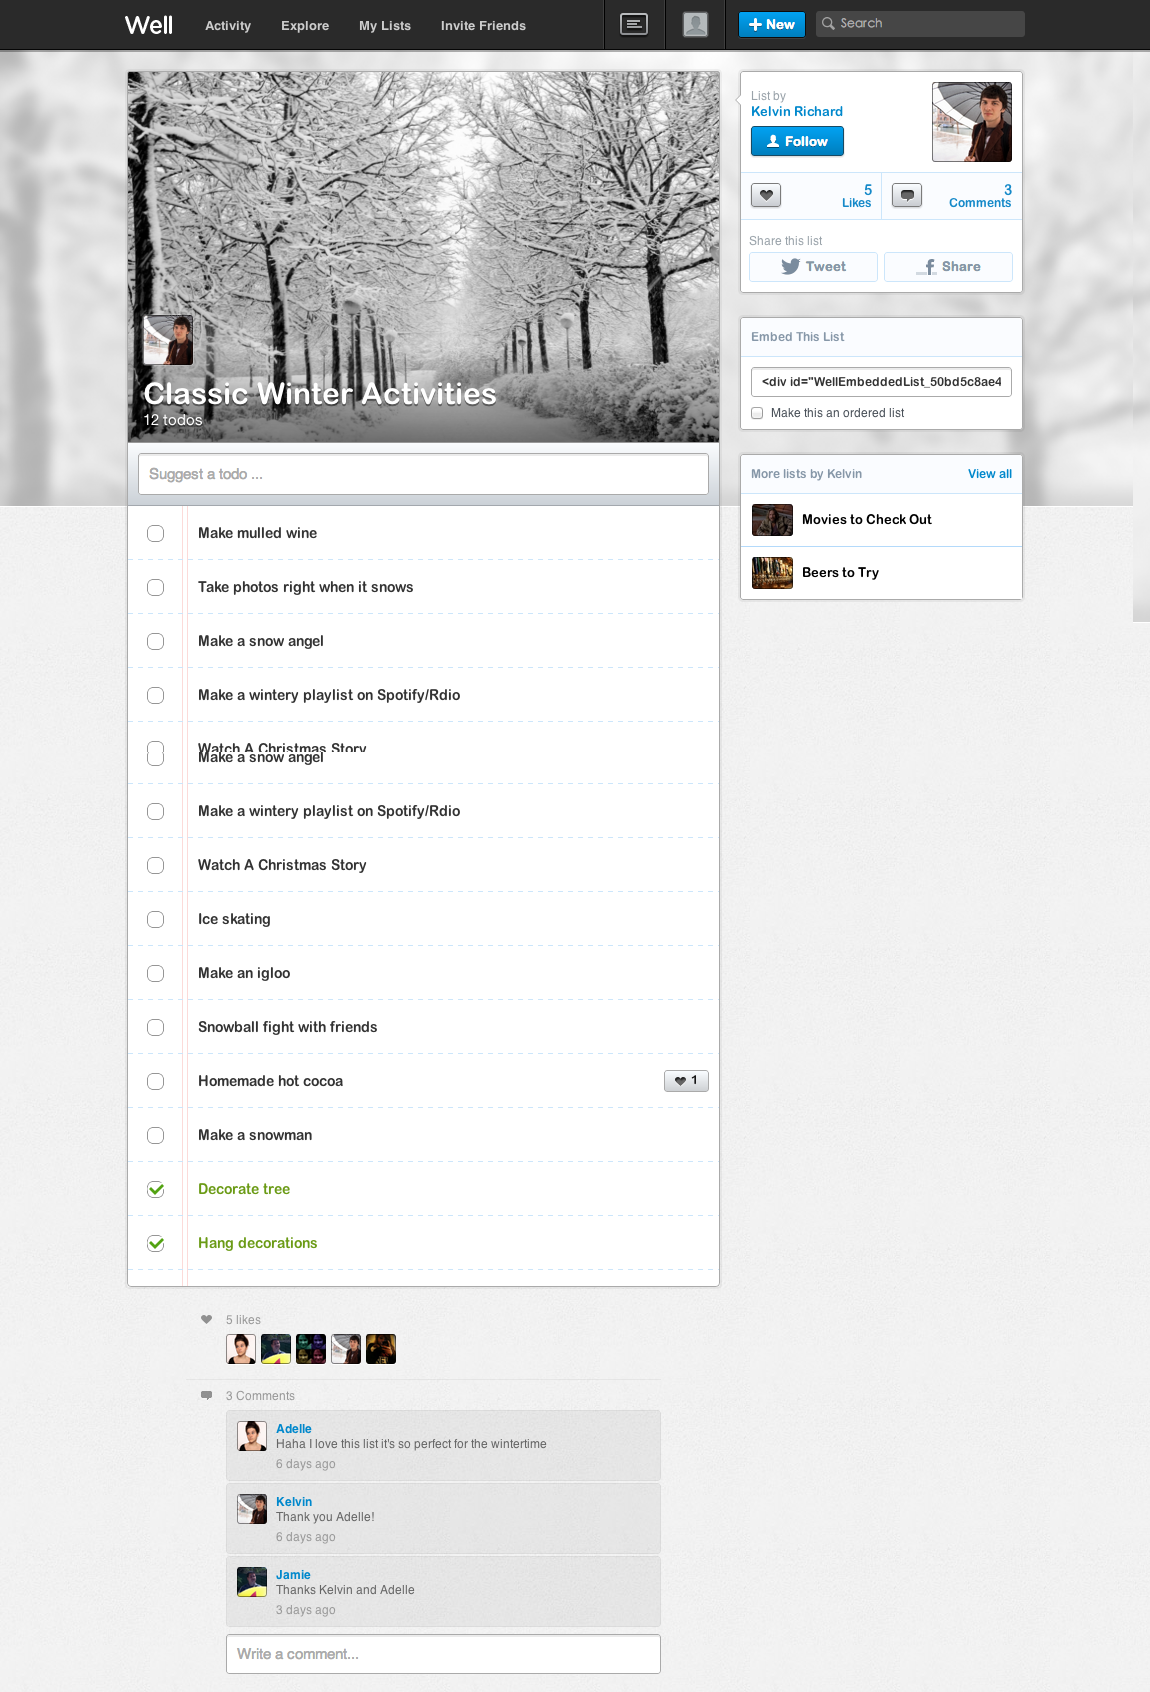 Well
Activity
Explore
My Lists
Invite Friends
New
Search
List by
Kelvin Richard
Follow
5
Likes
3
Comments
Share this list
Tweet
Share
Classic Winter Activities
12 todos
Suggest a todo ...
Embed This List
<div id="WellEmbeddedList_50bd5c8ae4
Make this an ordered list
More lists by Kelvin
View all
Movies to Check Out
Beers to Try
Make mulled wine
Take photos right when it snows
Make a snow angel
Make a wintery playlist on Spotify/Rdio
Watch A Christmas Story
Make a snow angel
Make a wintery playlist on Spotify/Rdio
Watch A Christmas Story
Ice skating
Make an igloo
Snowball fight with friends
Homemade hot cocoa
1
Make a snowman
Decorate tree
Hang decorations
5 likes
3 Comments
Adelle
Haha I love this list it's so perfect for the wintertime
6 days ago
Kelvin
Thank you Adelle!
6 days ago
Jamie
Thanks Kelvin and Adelle
3 days ago
Write a comment...